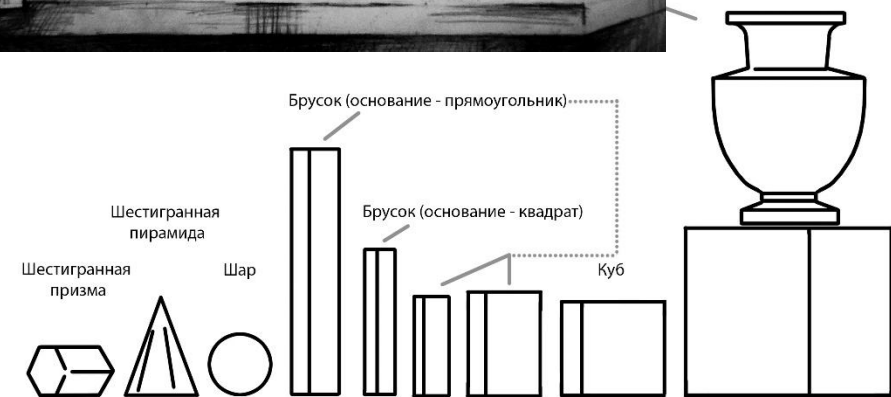 Брусок (основание - прямоугольник)
Брусок (основание - квадрат)
Шестигранная
пирамида
Шестигранная
призма
Шар
Куб